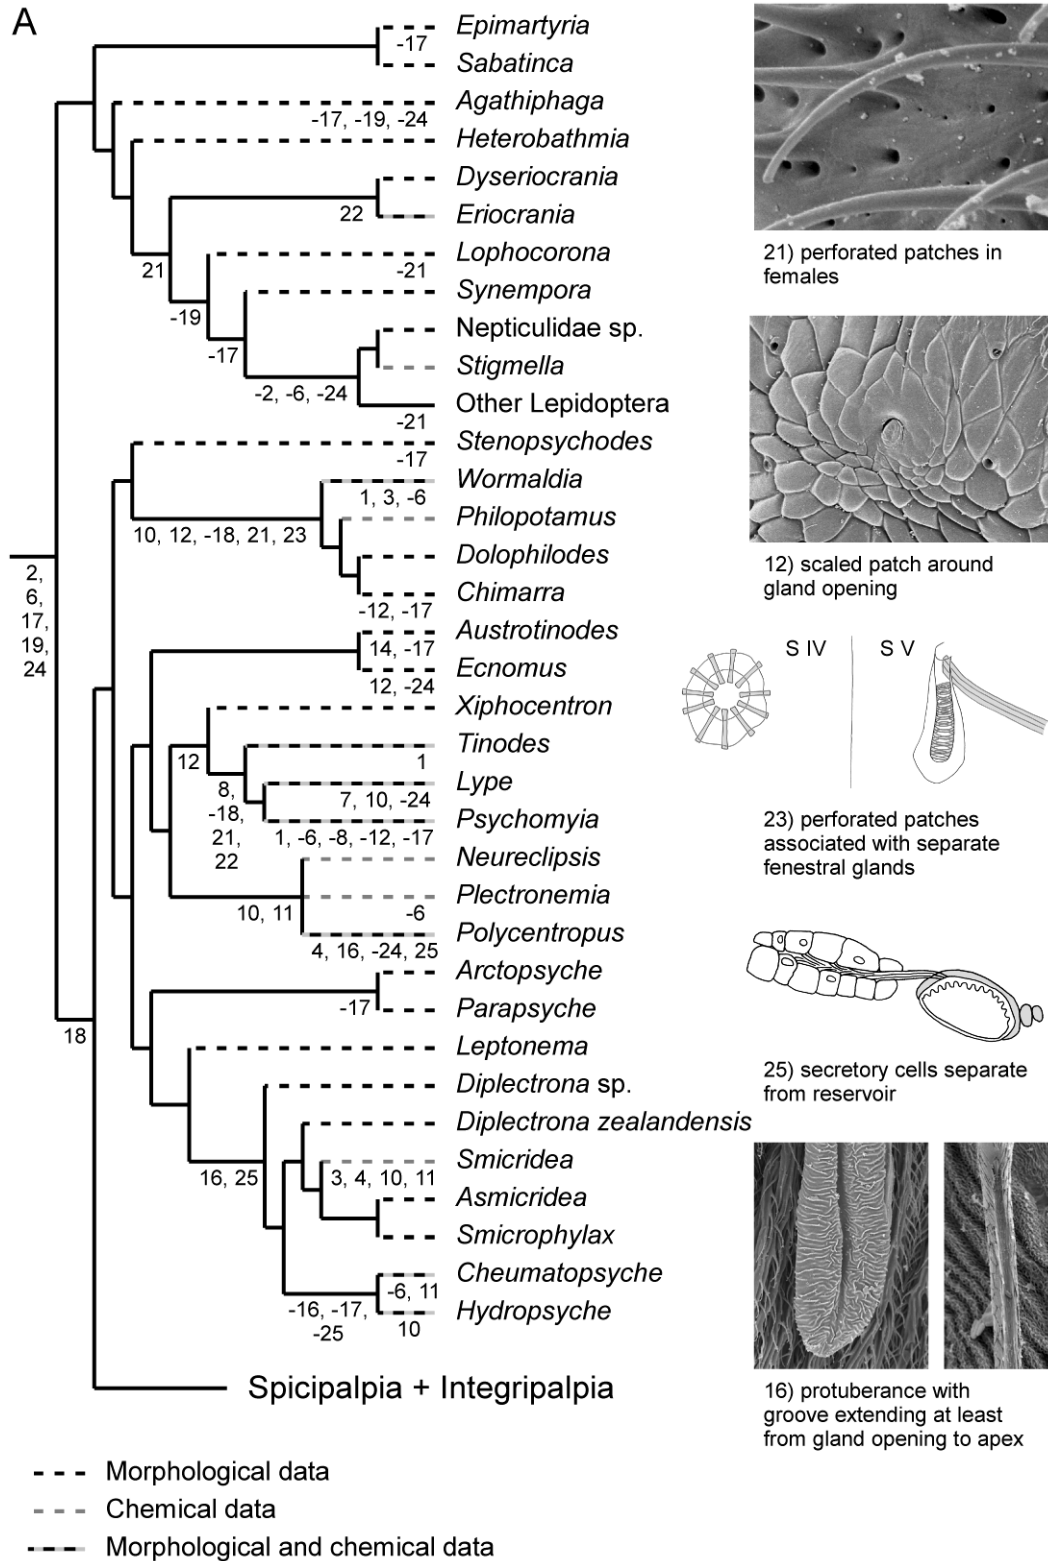 A
Epimartyria
-17
Sabatinca
Agathiphaga
-17, -19, -24
Heterobathmia
Dyseriocrania
22
Eriocrania
Lophocorona
21
-21
Synempora
-19
Nepticulidae sp.
-17
Stigmella
-2, -6, -24
Other Lepidoptera
-21
Stenopsychodes
-17
Wormaldia
1, 3, -6
Philopotamus
10, 12, -18, 21, 23
Dolophilodes
2,
6,
17,
19,
24
Chimarra
-12, -17
Austrotinodes
14, -17
Ecnomus
12, -24
Xiphocentron
12
Tinodes
1
8,
-18,
21,
22
Lype
7, 10, -24
Psychomyia
1, -6, -8, -12, -17
Neureclipsis
Plectronemia
10, 11
-6
Polycentropus
4, 16, -24, 25
Arctopsyche
-17
Parapsyche
18
Leptonema
Diplectrona sp.
Diplectrona zealandensis
16, 25
Smicridea
3, 4, 10, 11
Asmicridea
Smicrophylax
Cheumatopsyche
-6, 11
-16, -17,
-25
Hydropsyche
10
Spicipalpia + Integripalpia
Morphological data
Chemical data
Morphological and chemical data
21) perforated patches in
females
12) scaled patch around
gland opening
S IV
S V
23) perforated patches
associated with separate
fenestral glands
25) secretory cells separate
from reservoir
16) protuberance with
groove extending at least
from gland opening to apex